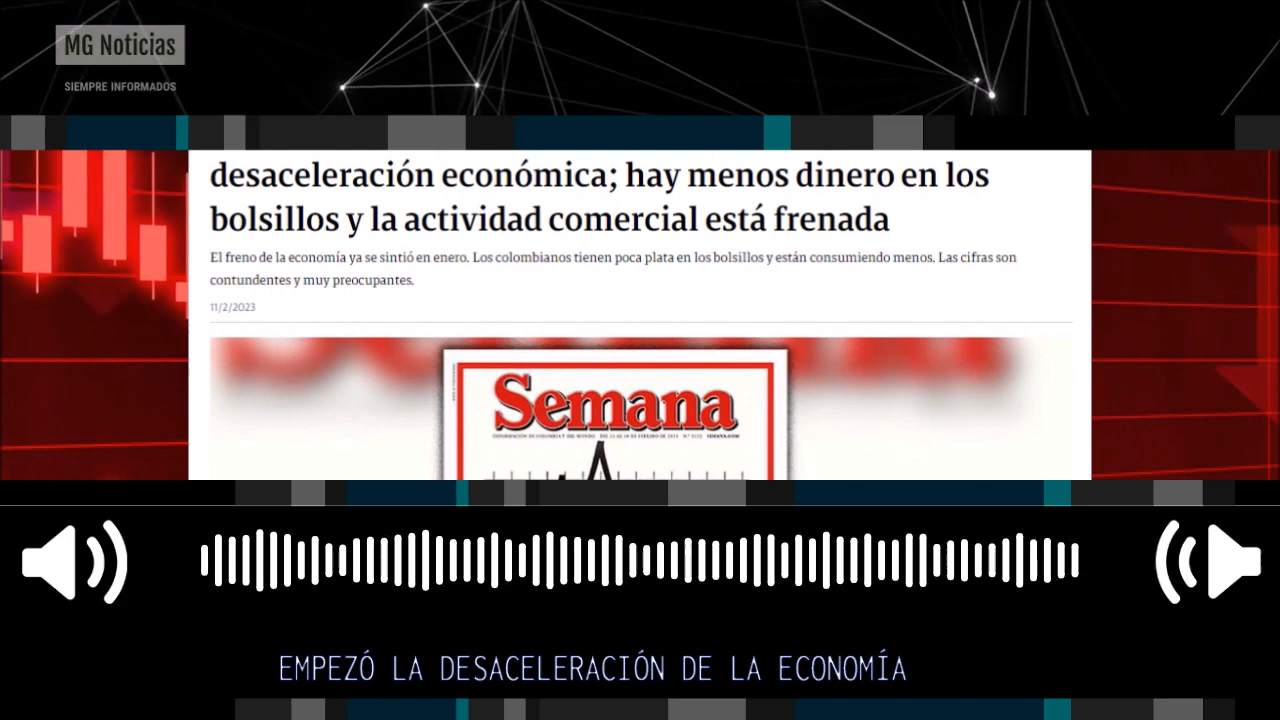 MG Noticias
SIEMPRE INFORMADOS
desaceleración económica; hay menos dinero en los
bolsillos y la actividad comercial está frenada
El freno de la economía ya se sintió en enero. Los colombianos tienen poca plata en los bolsillos y están consumiendo menos. Las cifras son
contundentes y muy preocupantes.
11/2/2023
Semana
EMPEZÓ LA DESACELERACIÓN DE LA ECONOMÍA